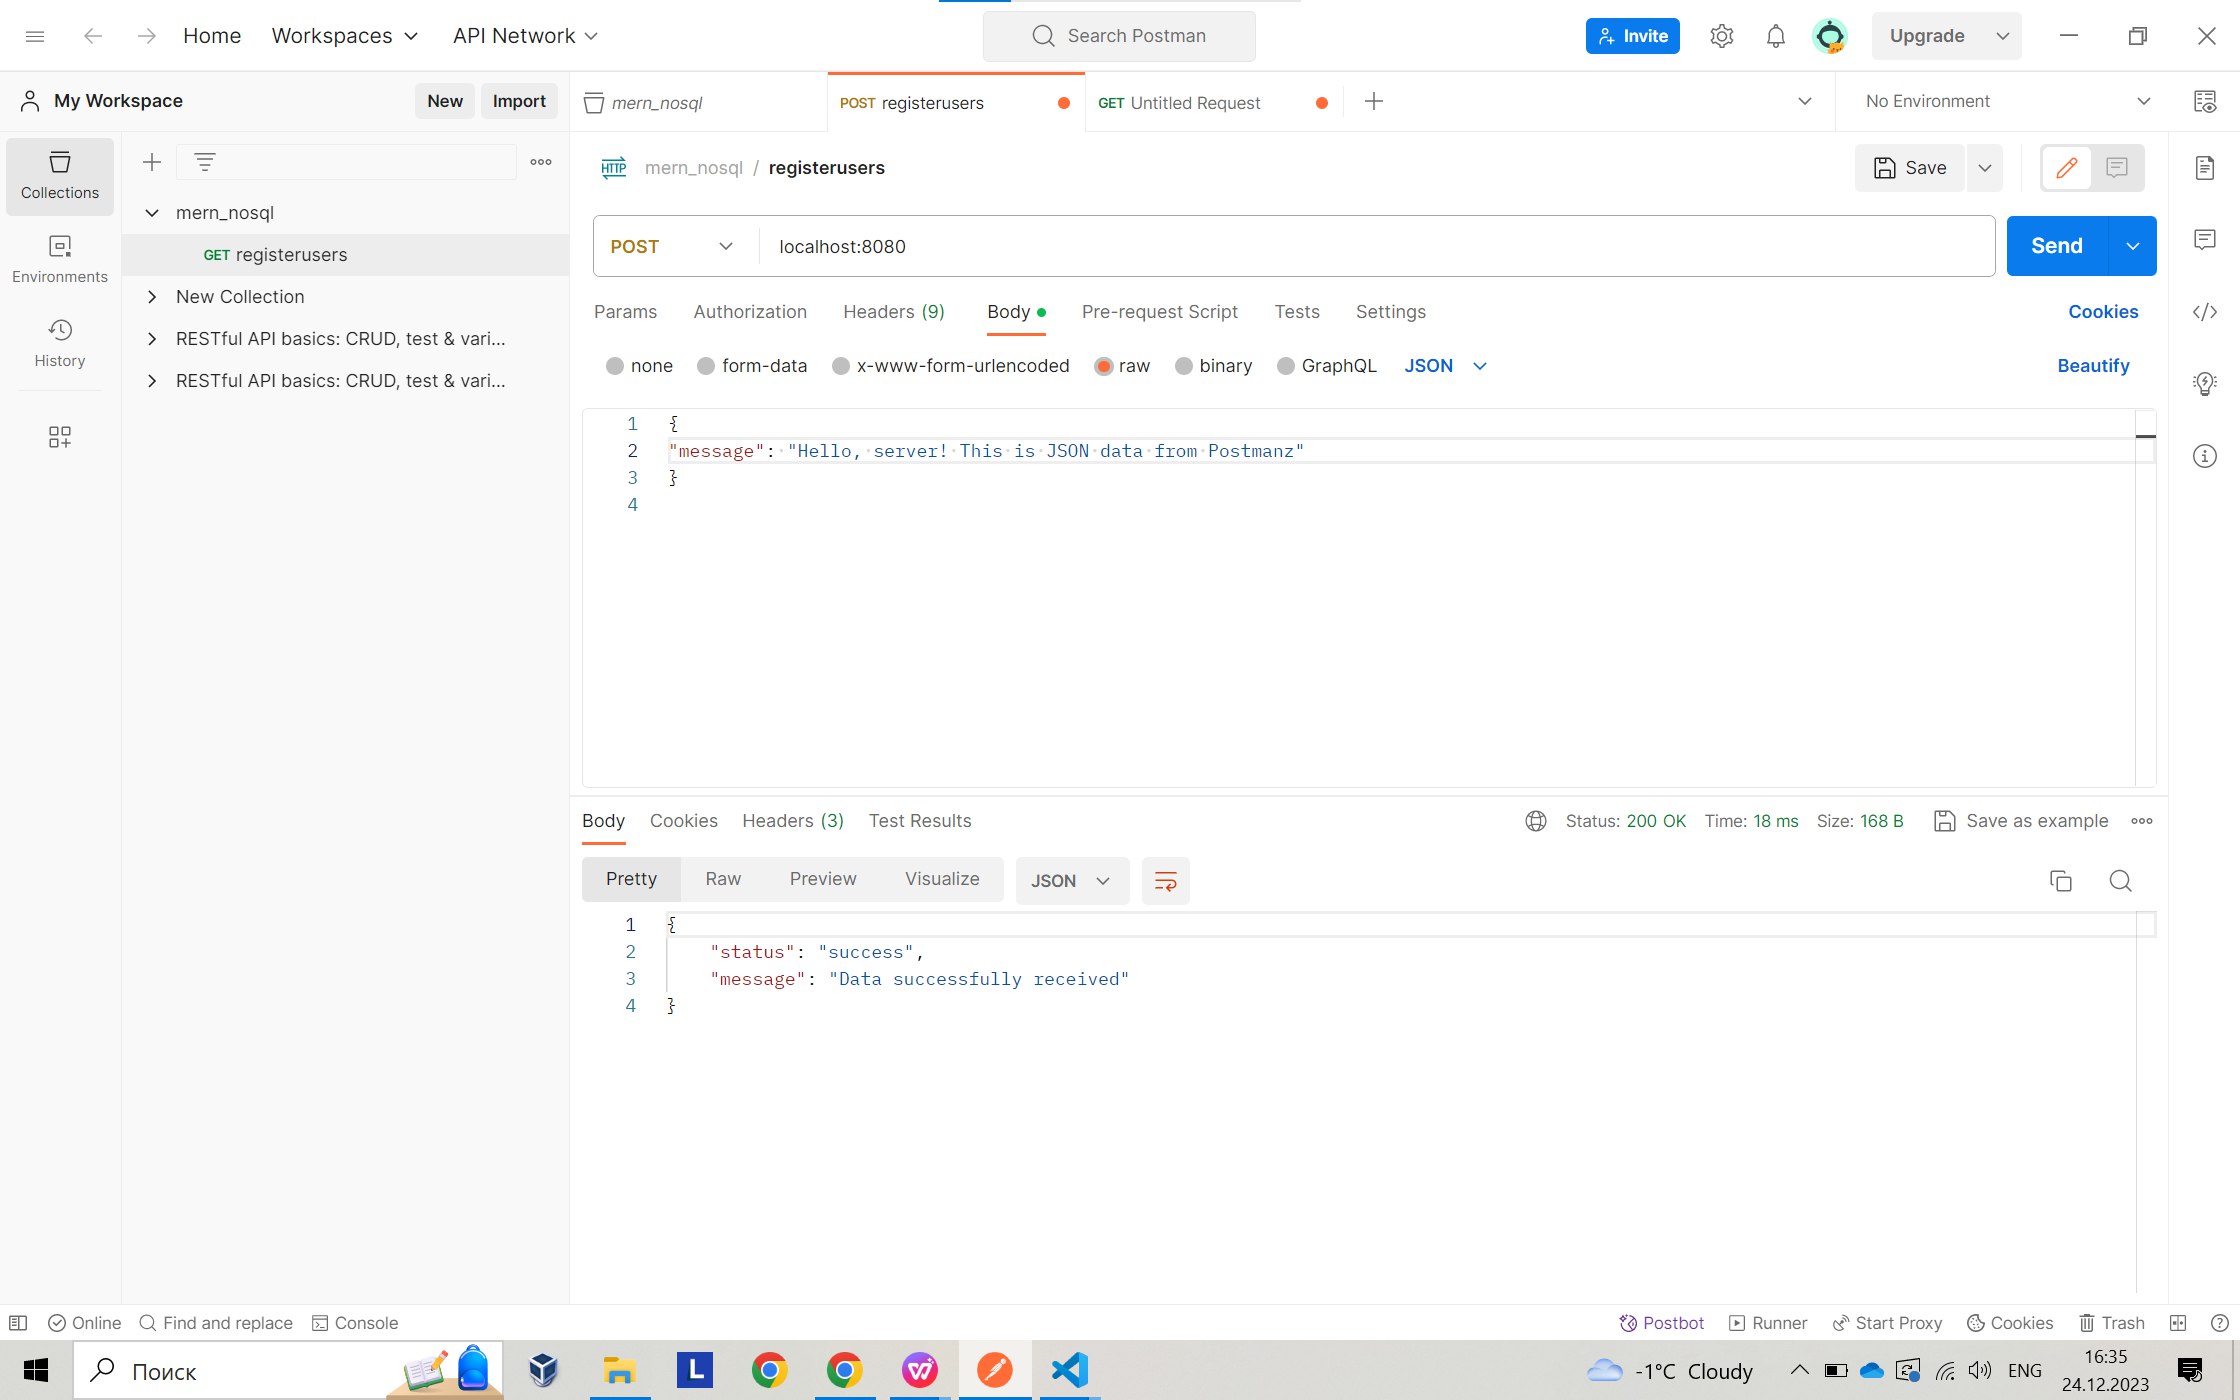 Home Workspaces API Network Search Postman Invite Upgrade
My Workspace New Import mern_nosql POST registerusers GET Untitled Request No Environment
Collections
Environments
History
mern_nosql
GET registerusers
New Collection
RESTful API basics: CRUD, test & vari...
RESTful API basics: CRUD, test & vari...
HTTP mern_nosql / registerusers Save
POST localhost:8080 Send
Params Authorization Headers (9) Body Pre-request Script Tests Settings Cookies
none form-data x-www-form-urlencoded raw binary GraphQL JSON Beautify
1 {
2 "message": "Hello, server! This is JSON data from Postmanz"
3 }
4
Body Cookies Headers (3) Test Results Status: 200 OK Time: 18 ms Size: 168 B Save as example
Pretty Raw Preview Visualize JSON
1 {
2 "status": "success",
3 "message": "Data successfully received"
4 }
Online Find and replace Console Postbot Runner Start Proxy Cookies Trash
Поиск L -1°C Cloudy ENG 16:35
24.12.2023